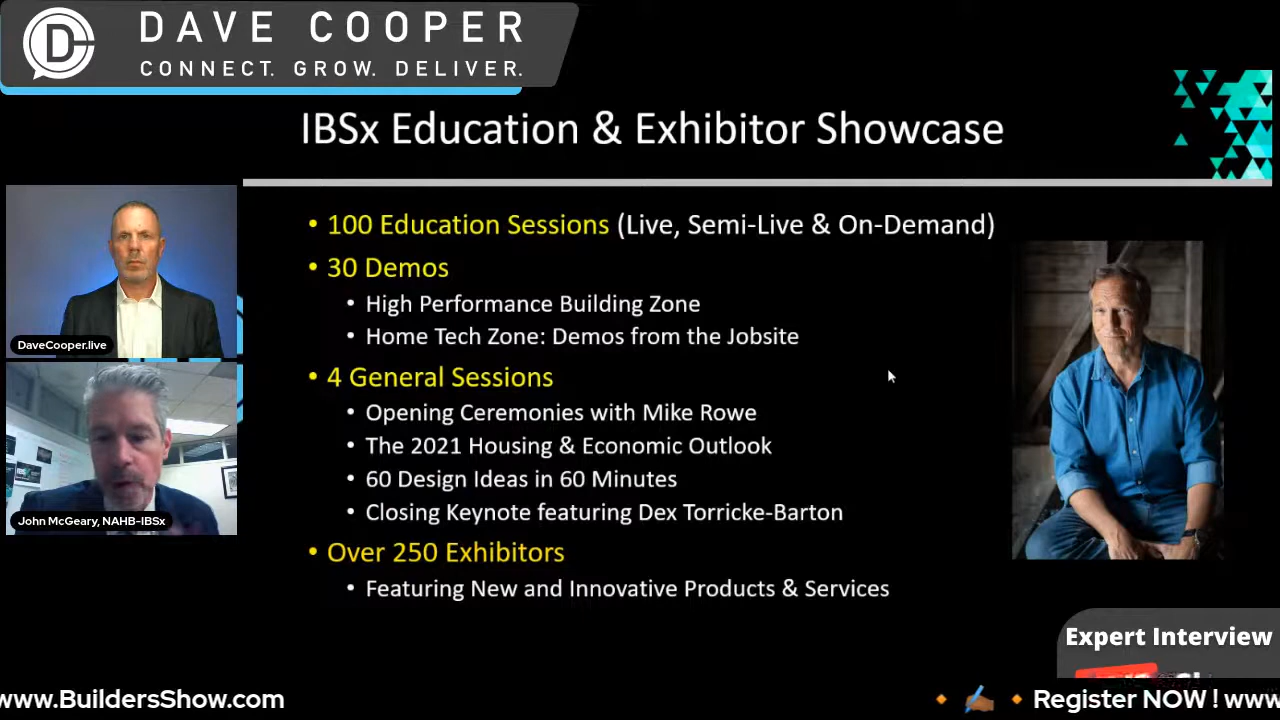 DAVE COOPER
CONNECT. GROW. DELIVER.
IBSx Education & Exhibitor Showcase
• 100 Education Sessions (Live, Semi-Live & On-Demand)
• 30 Demos
• High Performance Building Zone
• Home Tech Zone: Demos from the Jobsite
• 4 General Sessions
• Opening Ceremonies with Mike Rowe
• The 2021 Housing & Economic Outlook
• 60 Design Ideas in 60 Minutes
• Closing Keynote featuring Dex Torricke-Barton
• Over 250 Exhibitors
• Featuring New and Innovative Products & Services
DaveCooper.live
John McGeary, NAHB-IBSx
Expert Interview
www.BuildersShow.com
Register NOW ! www